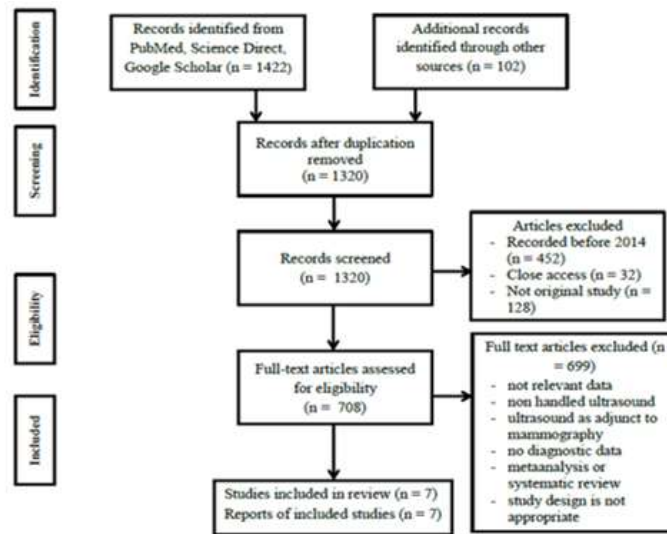 Identification
Records identified from
PubMed, Science Direct,
Google Scholar (n = 1422)
Additional records
identified through other
sources (n = 102)
Screening
Records after duplication
removed
(n = 1320)
Records screened
(n = 1320)
Articles excluded
- Recorded before 2014
(n = 452)
- Close access (n = 32)
- Not original study (n =
128)
Eligibility
Full-text articles assessed
for eligibility
(n = 708)
Full text articles excluded (n
= 699)
- not relevant data
- non handled ultrasound
- ultrasound as adjunct to
mammography
- no diagnostic data
- metaanalysis or
systematic review
- study design is not
appropriate
Included
Studies included in review (n = 7)
Reports of included studies (n = 7)